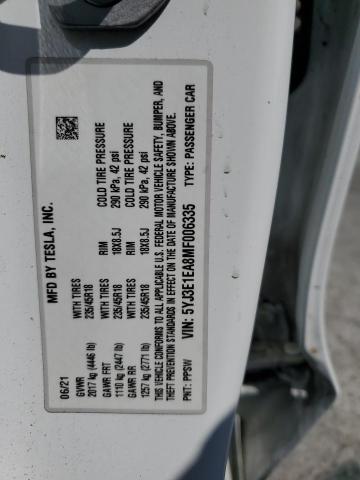 MFD BY TESLA, INC.
06/21
GVWR
2017 kg (4446 lb)
WITH TIRES
235/45R18
RIM
18X8.5J
COLD TIRE PRESSURE
290 kPa, 42 psi
GAWR FRT
1110 kg (2447 lb)
WITH TIRES
235/45R18
RIM
18X8.5J
COLD TIRE PRESSURE
290 kPa, 42 psi
GAWR RR
1257 kg (2771 lb)
THIS VEHICLE CONFORMS TO ALL APPLICABLE U.S. FEDERAL MOTOR VEHICLE SAFETY, BUMPER, AND
THEFT PREVENTION STANDARDS IN EFFECT ON THE DATE OF MANUFACTURE SHOWN ABOVE.
VIN: 5YJ3E1EA8MF006335
PNT: PPSW
TYPE: PASSENGER CAR